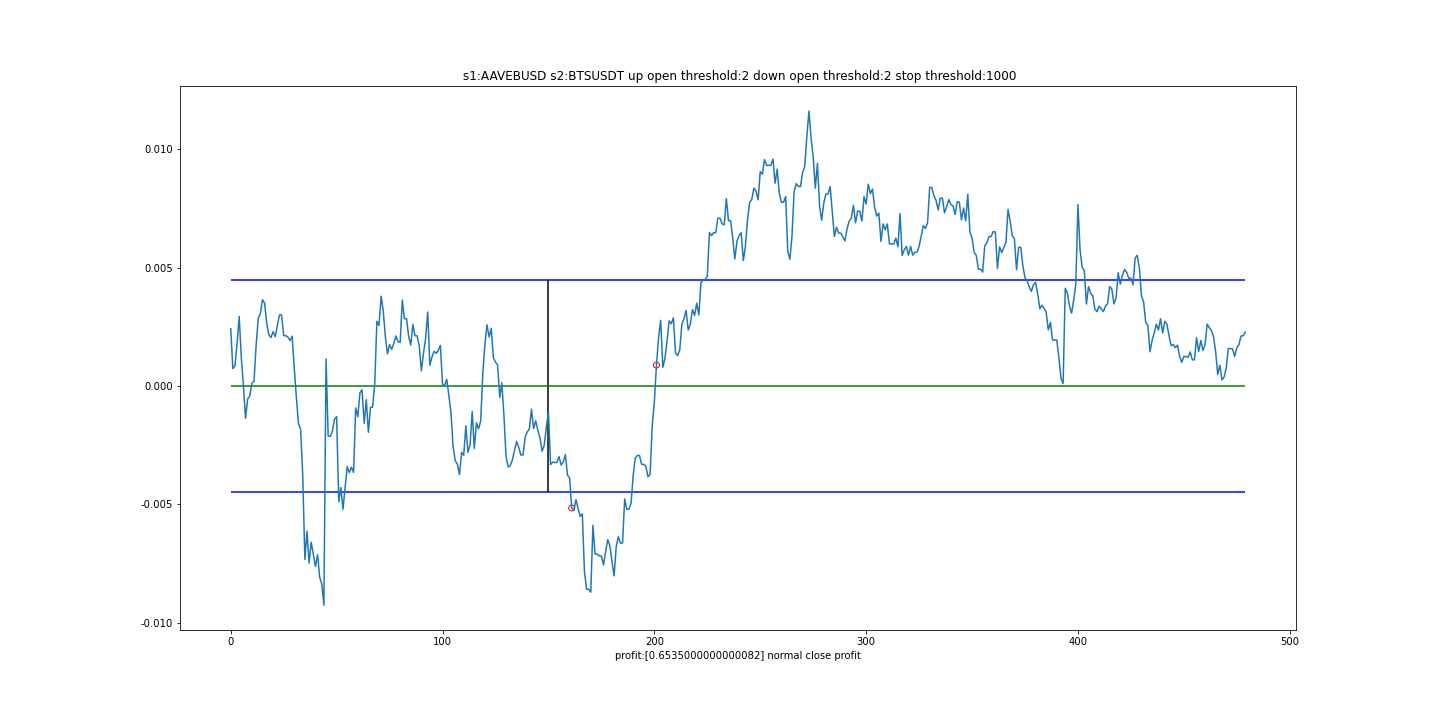 s1:AAVEBUSD s2:BTSUSDT up open threshold:2 down open threshold:2 stop threshold:1000
0.010
0.005
0.000
-0.005
-0.010
0 100 200 300 400 500
profit:[0.6535000000000082] normal close profit